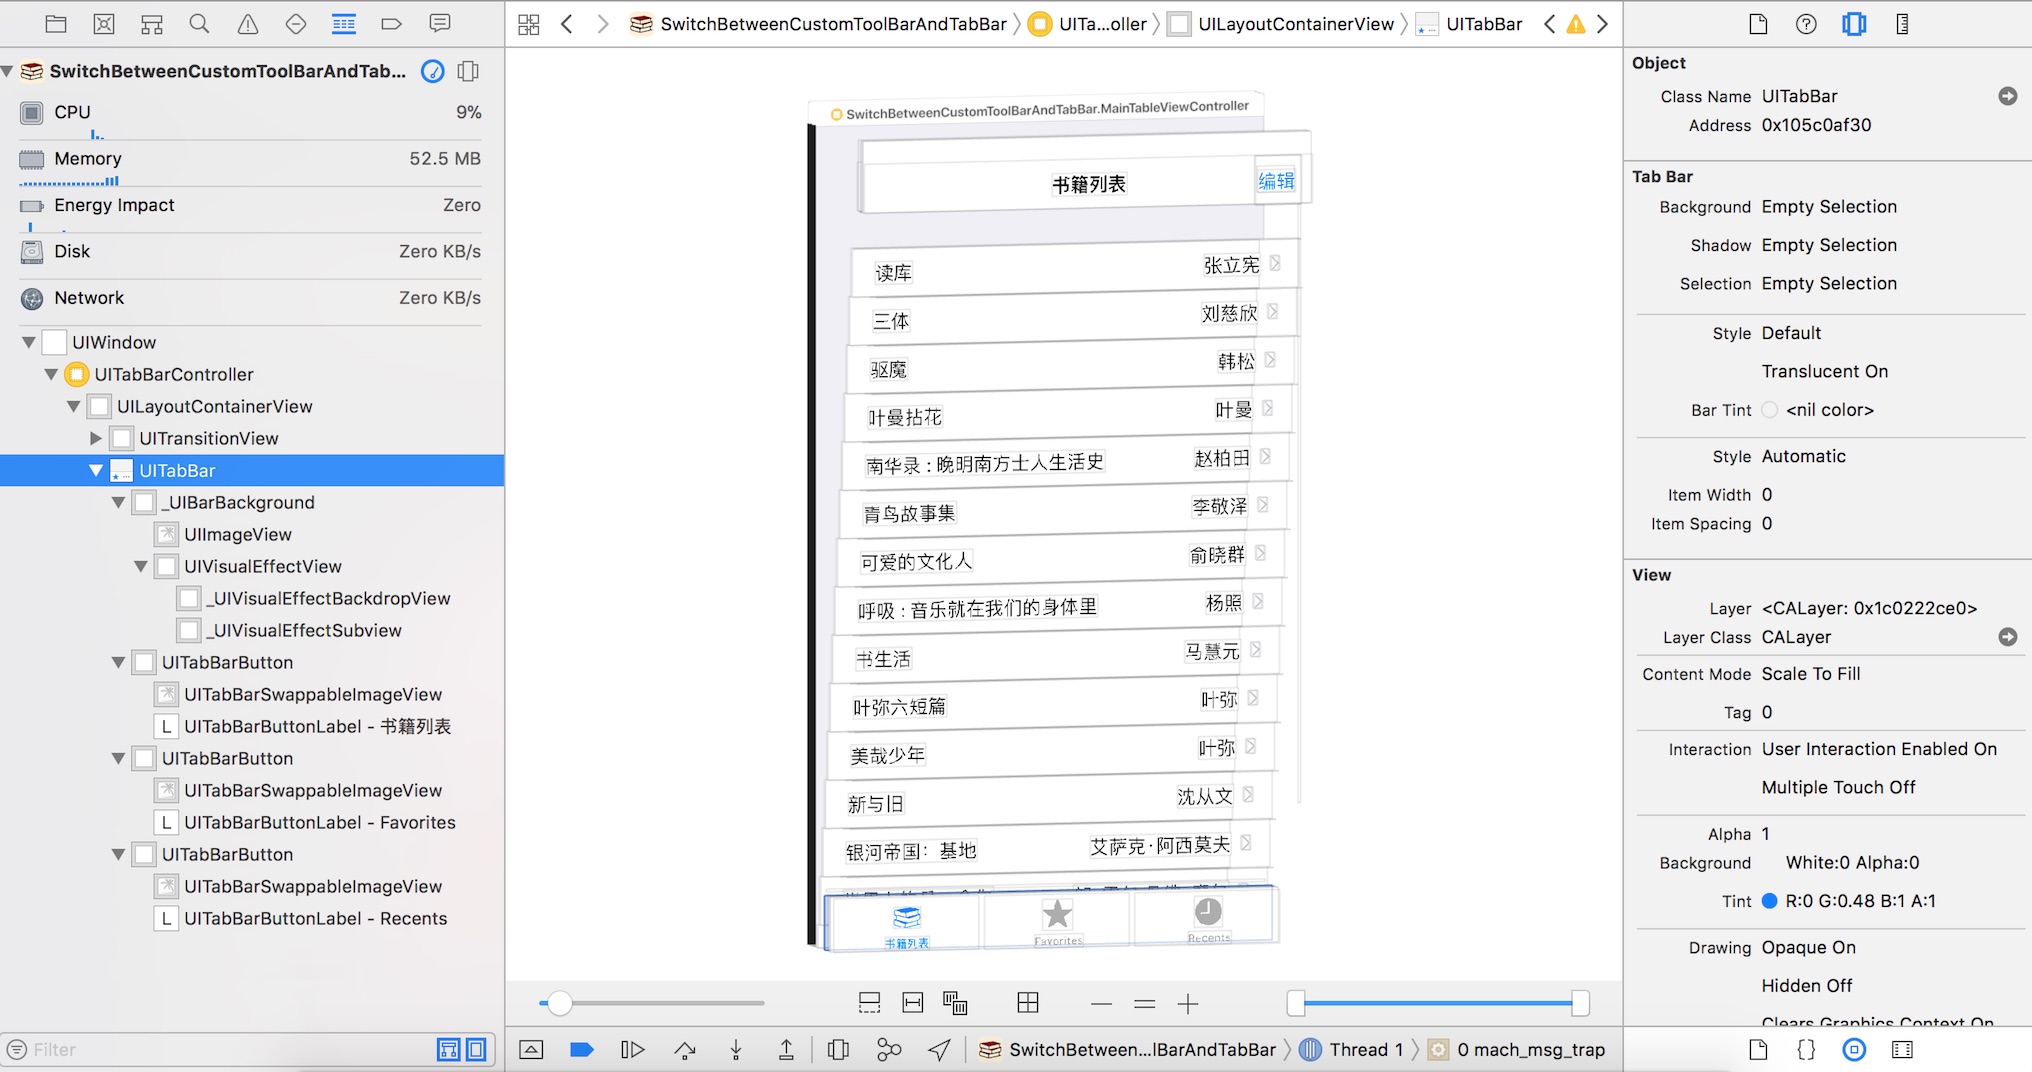 SwitchBetweenCustomToolBarAndTabBar
UITa...oller
UILayoutContainerView
UITabBar
SwitchBetweenCustomToolBarAndTab...
CPU 9%
Memory 52.5 MB
Energy Impact Zero
Disk Zero KB/s
Network Zero KB/s
UIWindow
UITabBarController
UILayoutContainerView
UITransitionView
UITabBar
_UIBarBackground
UIImageView
UIVisualEffectView
_UIVisualEffectBackdropView
_UIVisualEffectSubview
UITabBarButton
UITabBarSwappableImageView
L UITabBarButtonLabel - 书籍列表
UITabBarButton
UITabBarSwappableImageView
L UITabBarButtonLabel - Favorites
UITabBarButton
UITabBarSwappableImageView
L UITabBarButtonLabel - Recents
Filter
SwitchBetweenCustomToolBarAndTabBar.MainTableViewController
书籍列表 编辑
读库 张立宪
三体 刘慈欣
驱魔 韩松
叶曼拈花 叶曼
南华录 : 晚明南方士人生活史 赵柏田
青鸟故事集 李敬泽
可爱的文化人 俞晓群
呼吸 : 音乐就在我们的身体里 杨照
书生活 马慧元
叶弥六短篇 叶弥
美哉少年 叶弥
新与旧 沈从文
银河帝国：基地 艾萨克·阿西莫夫
书籍列表 Favorites Recents
SwitchBetween...lBarAndTabBar
Thread 1
0 mach_msg_trap
Object
Class Name UITabBar
Address 0x105c0af30
Tab Bar
Background Empty Selection
Shadow Empty Selection
Selection Empty Selection
Style Default
Translucent On
Bar Tint <nil color>
Style Automatic
Item Width 0
Item Spacing 0
View
Layer <CALayer: 0x1c0222ce0>
Layer Class CALayer
Content Mode Scale To Fill
Tag 0
Interaction User Interaction Enabled On
Multiple Touch Off
Alpha 1
Background White:0 Alpha:0
Tint R:0 G:0.48 B:1 A:1
Drawing Opaque On
Hidden Off
Clears Graphics Context On